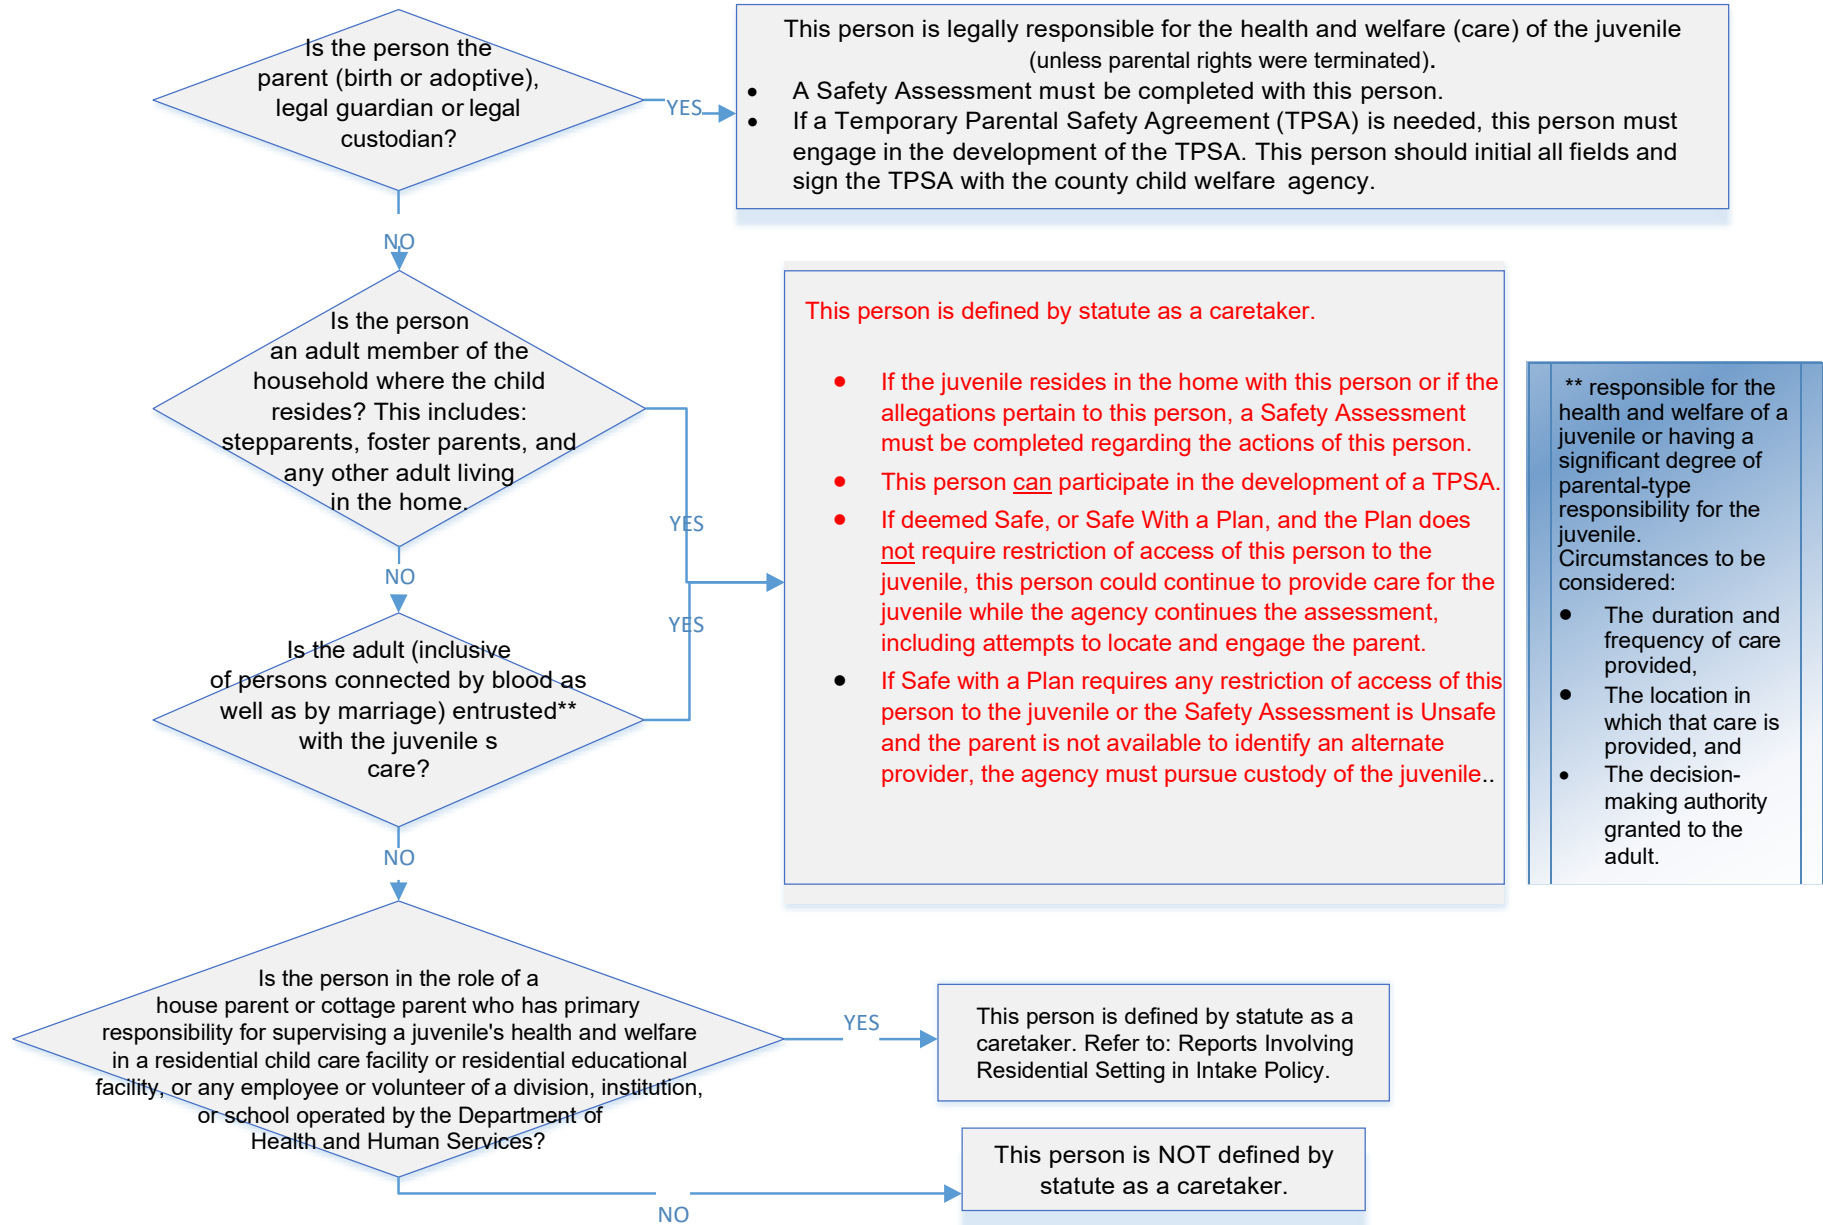 Is the person the
parent (birth or adoptive),
legal guardian or legal
custodian?
YES
This person is legally responsible for the health and welfare (care) of the juvenile
(unless parental rights were terminated).
• A Safety Assessment must be completed with this person.
• If a Temporary Parental Safety Agreement (TPSA) is needed, this person must
engage in the development of the TPSA. This person should initial all fields and
sign the TPSA with the county child welfare agency.
NO
Is the person
an adult member of the
household where the child
resides? This includes:
stepparents, foster parents, and
any other adult living
in the home.
YES
NO
Is the adult (inclusive
of persons connected by blood as
well as by marriage) entrusted**
with the juvenile s
care?
YES
This person is defined by statute as a caretaker.
• If the juvenile resides in the home with this person or if the
allegations pertain to this person, a Safety Assessment
must be completed regarding the actions of this person.
• This person can participate in the development of a TPSA.
• If deemed Safe, or Safe With a Plan, and the Plan does
not require restriction of access of this person to the
juvenile, this person could continue to provide care for the
juvenile while the agency continues the assessment,
including attempts to locate and engage the parent.
• If Safe with a Plan requires any restriction of access of this
person to the juvenile or the Safety Assessment is Unsafe
and the parent is not available to identify an alternate
provider, the agency must pursue custody of the juvenile..
** responsible for the
health and welfare of a
juvenile or having a
significant degree of
parental-type
responsibility for the
juvenile.
Circumstances to be
considered:
• The duration and
frequency of care
provided,
• The location in
which that care is
provided, and
• The decision-
making authority
granted to the
adult.
NO
Is the person in the role of a
house parent or cottage parent who has primary
responsibility for supervising a juvenile's health and welfare
in a residential child care facility or residential educational
facility, or any employee or volunteer of a division, institution,
or school operated by the Department of
Health and Human Services?
YES
This person is defined by statute as a
caretaker. Refer to: Reports Involving
Residential Setting in Intake Policy.
NO
This person is NOT defined by
statute as a caretaker.